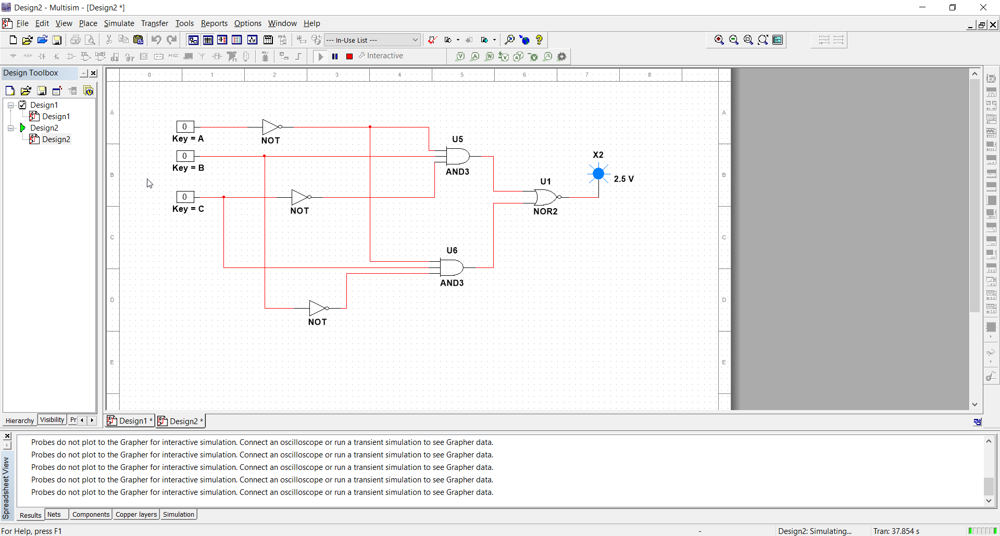 Design2 - Multisim - [Design2 *]
File Edit View Place Simulate Transfer Tools Reports Options Window Help
--- In-Use List ---
MISC Interactive
Design Toolbox
Design1
Design1
Design2
Design2
0 1 2 3 4 5 6 7 8
A A
0
Key = A
NOT
U5
0
Key = B
AND3
X2
2.5 V
B B
U1
0
Key = C
NOT
NOR2
C C
U6
AND3
D D
NOT
E E
Hierarchy Visibility Pr
Design1 * Design2 *
Probes do not plot to the Grapher for interactive simulation. Connect an oscilloscope or run a transient simulation to see Grapher data.
Probes do not plot to the Grapher for interactive simulation. Connect an oscilloscope or run a transient simulation to see Grapher data.
Probes do not plot to the Grapher for interactive simulation. Connect an oscilloscope or run a transient simulation to see Grapher data.
Probes do not plot to the Grapher for interactive simulation. Connect an oscilloscope or run a transient simulation to see Grapher data.
Probes do not plot to the Grapher for interactive simulation. Connect an oscilloscope or run a transient simulation to see Grapher data.
Spreadsheet View
Results Nets Components Copper layers Simulation
For Help, press F1 - Design2: Simulating... Tran: 37.854 s